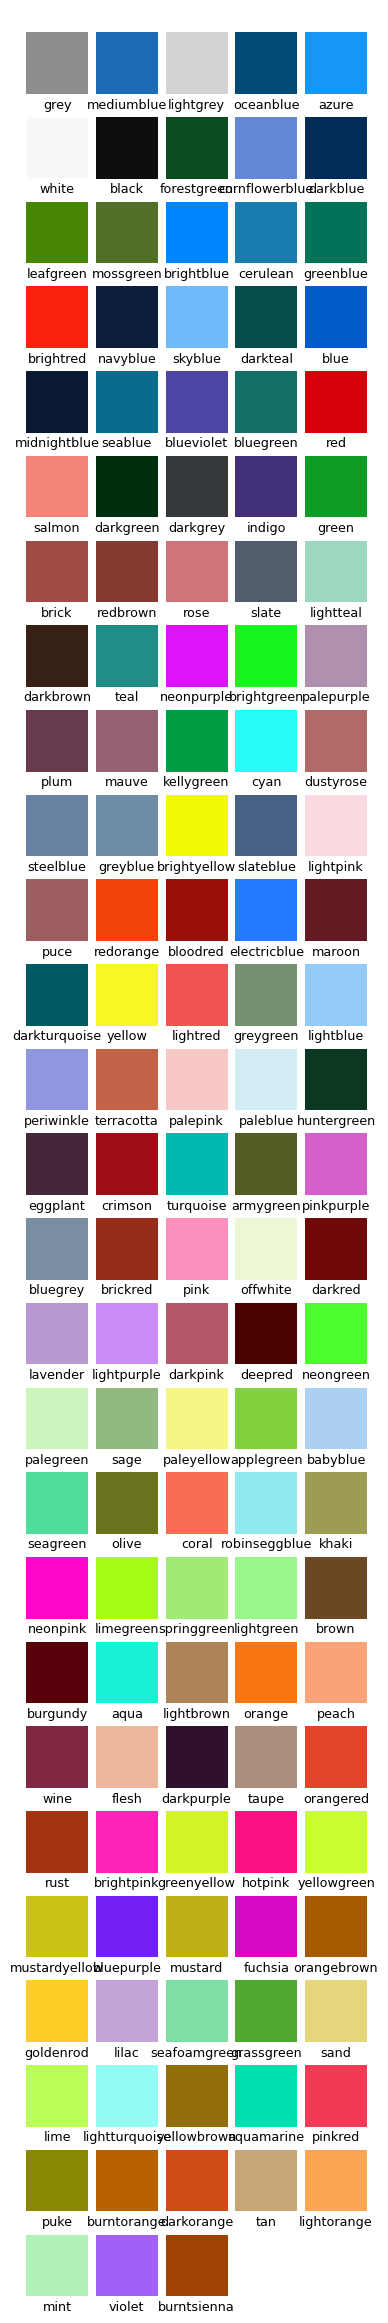 grey mediumblue lightgrey oceanblue azure
white black forestgreen cornflowerblue darkblue
leafgreen mossgreen brightblue cerulean greenblue
brightred navyblue skyblue darkteal blue
midnightblue seablue blueviolet bluegreen red
salmon darkgreen darkgrey indigo green
brick redbrown rose slate lightteal
darkbrown teal neonpurple brightgreen palepurple
plum mauve kellygreen cyan dustyrose
steelblue greyblue brightyellow slateblue lightpink
puce redorange bloodred electricblue maroon
darkturquoise yellow lightred greygreen lightblue
periwinkle terracotta palepink paleblue huntergreen
eggplant crimson turquoise armygreen pinkpurple
bluegrey brickred pink offwhite darkred
lavender lightpurple darkpink deepred neongreen
palegreen sage paleyellow applegreen babyblue
seagreen olive coral robinseggblue khaki
neonpink limegreen springgreen lightgreen brown
burgundy aqua lightbrown orange peach
wine flesh darkpurple taupe orangered
rust brightpink greenyellow hotpink yellowgreen
mustardyellow bluepurple mustard fuchsia orangebrown
goldenrod lilac seafoamgreen grassgreen sand
lime lightturquoise yellowbrown aquamarine pinkred
puke burntorange darkorange tan lightorange
mint violet burntsienna